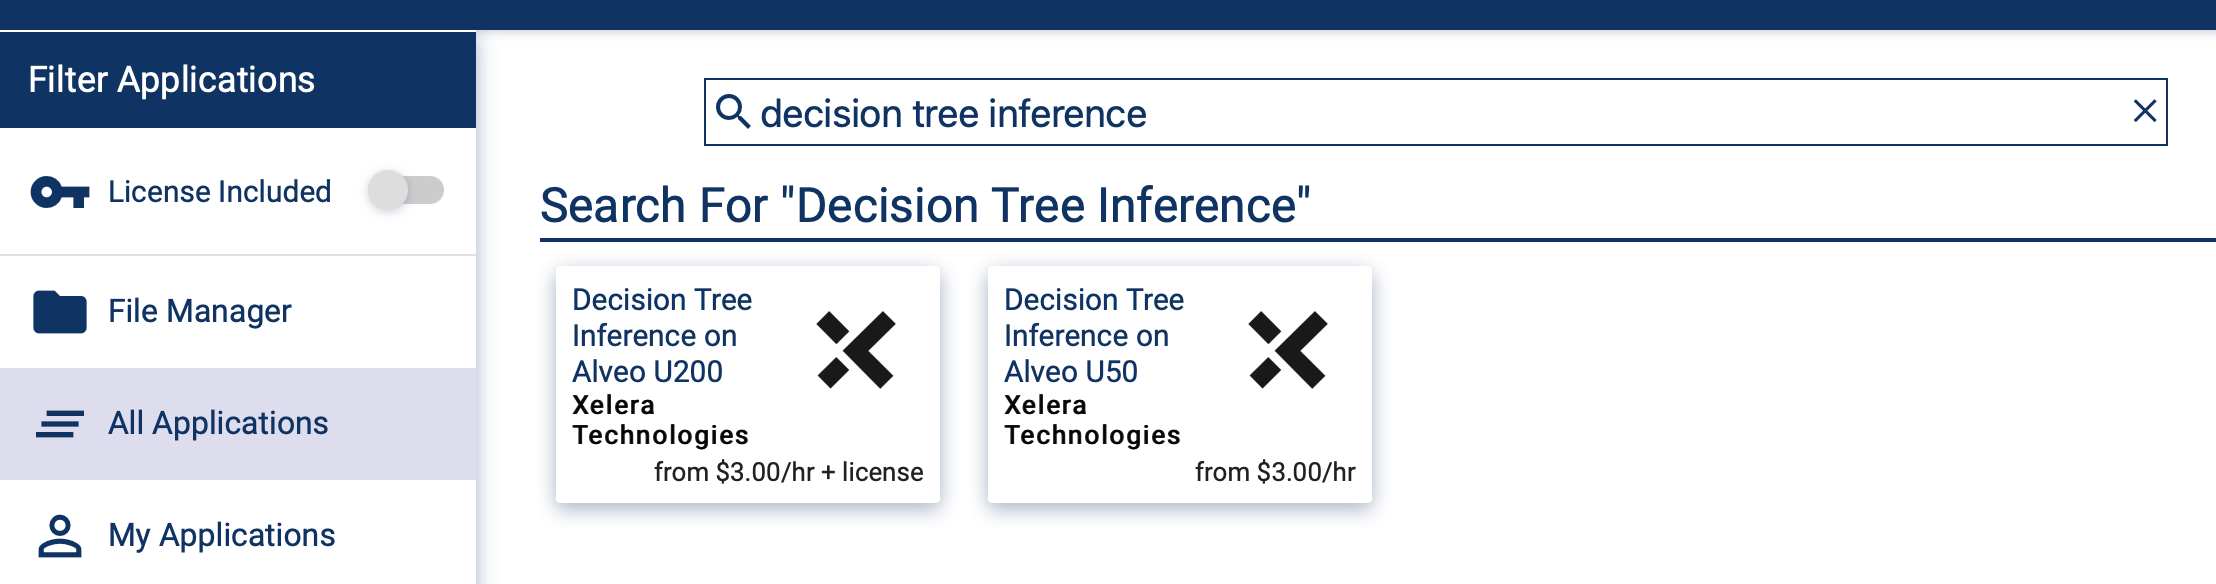 Filter Applications
License Included
File Manager
All Applications
My Applications
decision tree inference
Search For "Decision Tree Inference"
Decision Tree
Inference on
Alveo U200
Xelera
Technologies
from $3.00/hr + license
Decision Tree
Inference on
Alveo U50
Xelera
Technologies
from $3.00/hr